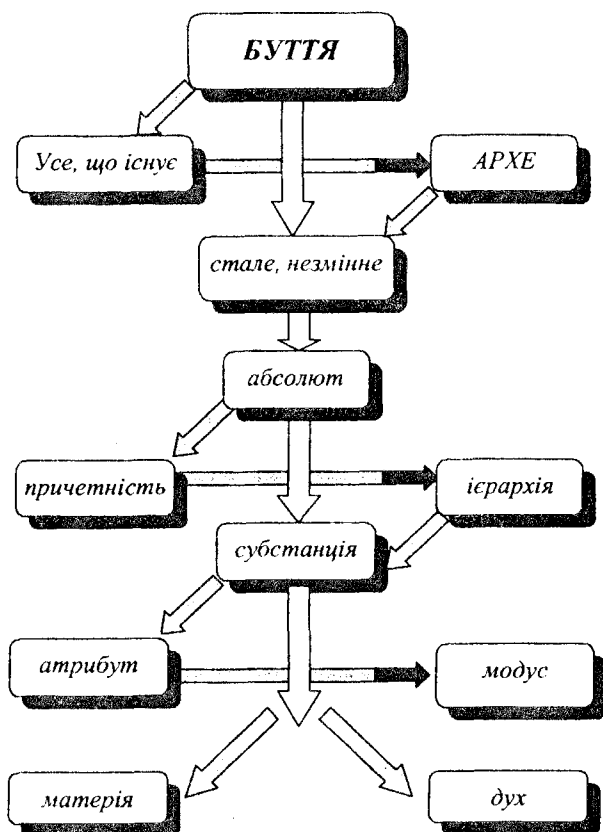 БУТТЯ
Усе, що існує
АРХЕ
стале, незмінне
абсолют
причетність
ієрархія
субстанція
атрибут
модус
матерія
дух